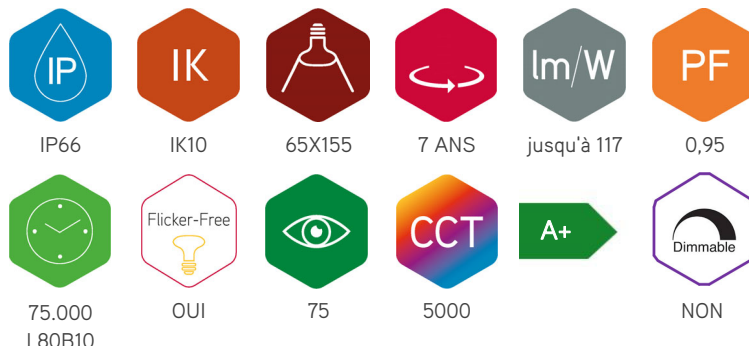 IP IK lm/W PF
IP66 IK10 65X155 7 ANS jusqu'à 117 0,95
Flicker-Free CCT A+ Dimmable
75.000 OUI 75 5000 NON
L80B10